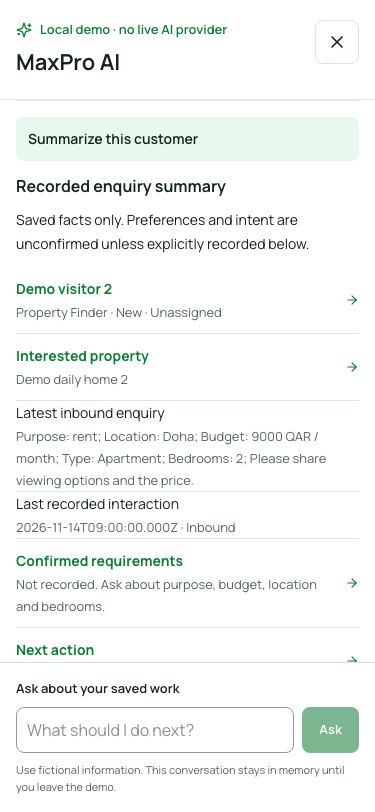 Local demo · no live AI provider
MaxPro AI
Summarize this customer
Recorded enquiry summary
Saved facts only. Preferences and intent are
unconfirmed unless explicitly recorded below.
Demo visitor 2
Property Finder · New · Unassigned
Interested property
Demo daily home 2
Latest inbound enquiry
Purpose: rent; Location: Doha; Budget: 9000 QAR /
month; Type: Apartment; Bedrooms: 2; Please share
viewing options and the price.
Last recorded interaction
2026-11-14T09:00:00.000Z · Inbound
Confirmed requirements
Not recorded. Ask about purpose, budget, location
and bedrooms.
Next action
Ask about your saved work
What should I do next?
Ask
Use fictional information. This conversation stays in memory until
you leave the demo.